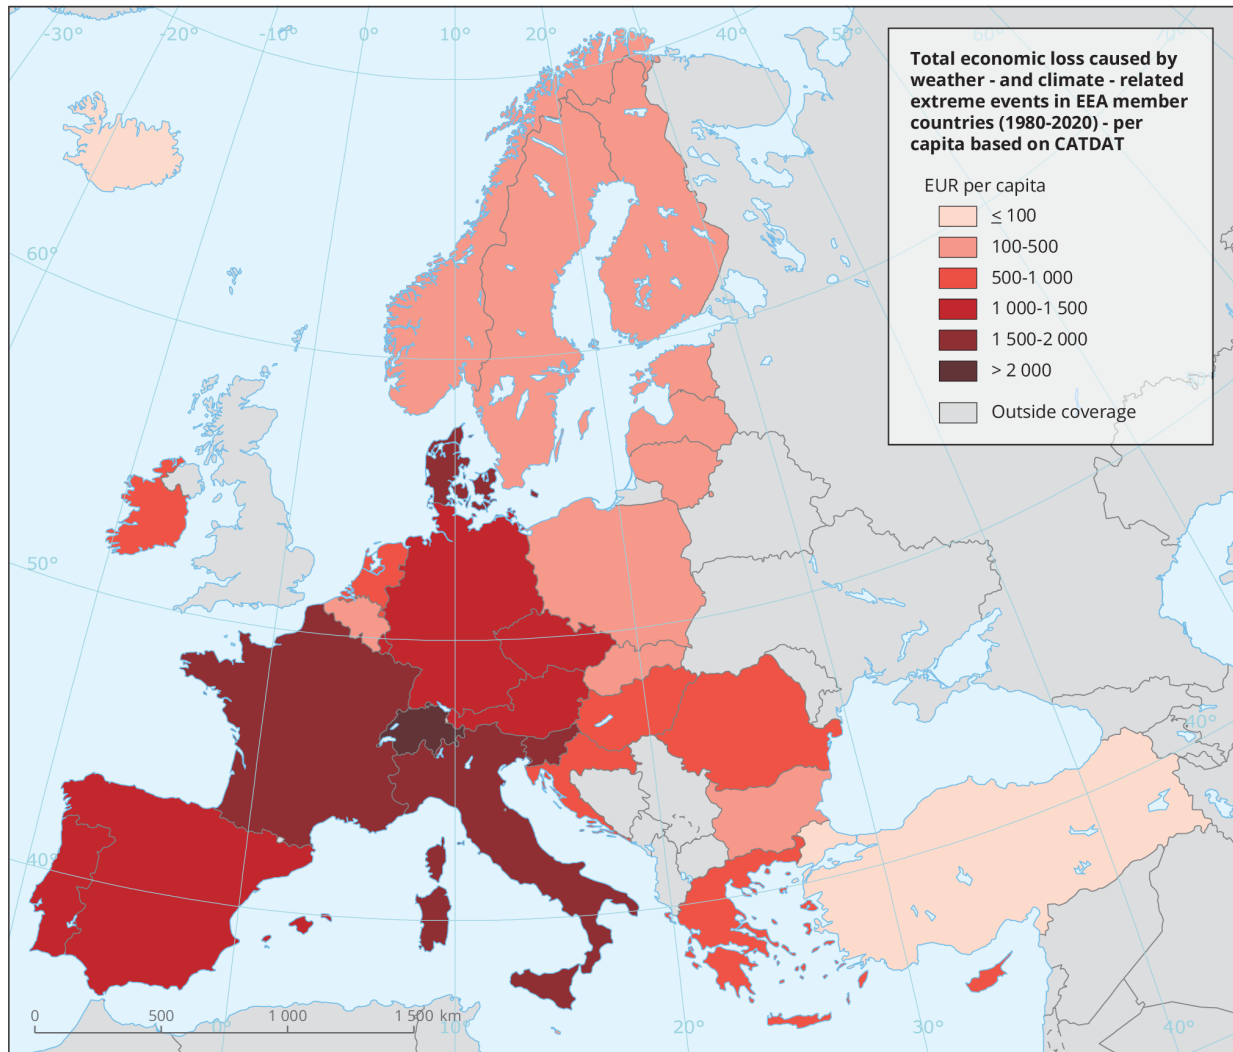 -30°
-20°
-10°
0°
10°
20°
30°
40°
50°
60°
70°
Total economic loss caused by
weather - and climate - related
extreme events in EEA member
countries (1980-2020) - per
capita based on CATDAT
EUR per capita
≤ 100
100-500
500-1 000
1 000-1 500
1 500-2 000
> 2 000
Outside coverage
60°
50°
50°
40°
40°
0
500
1 000
1 500 km
0°
10°
20°
30°
40°